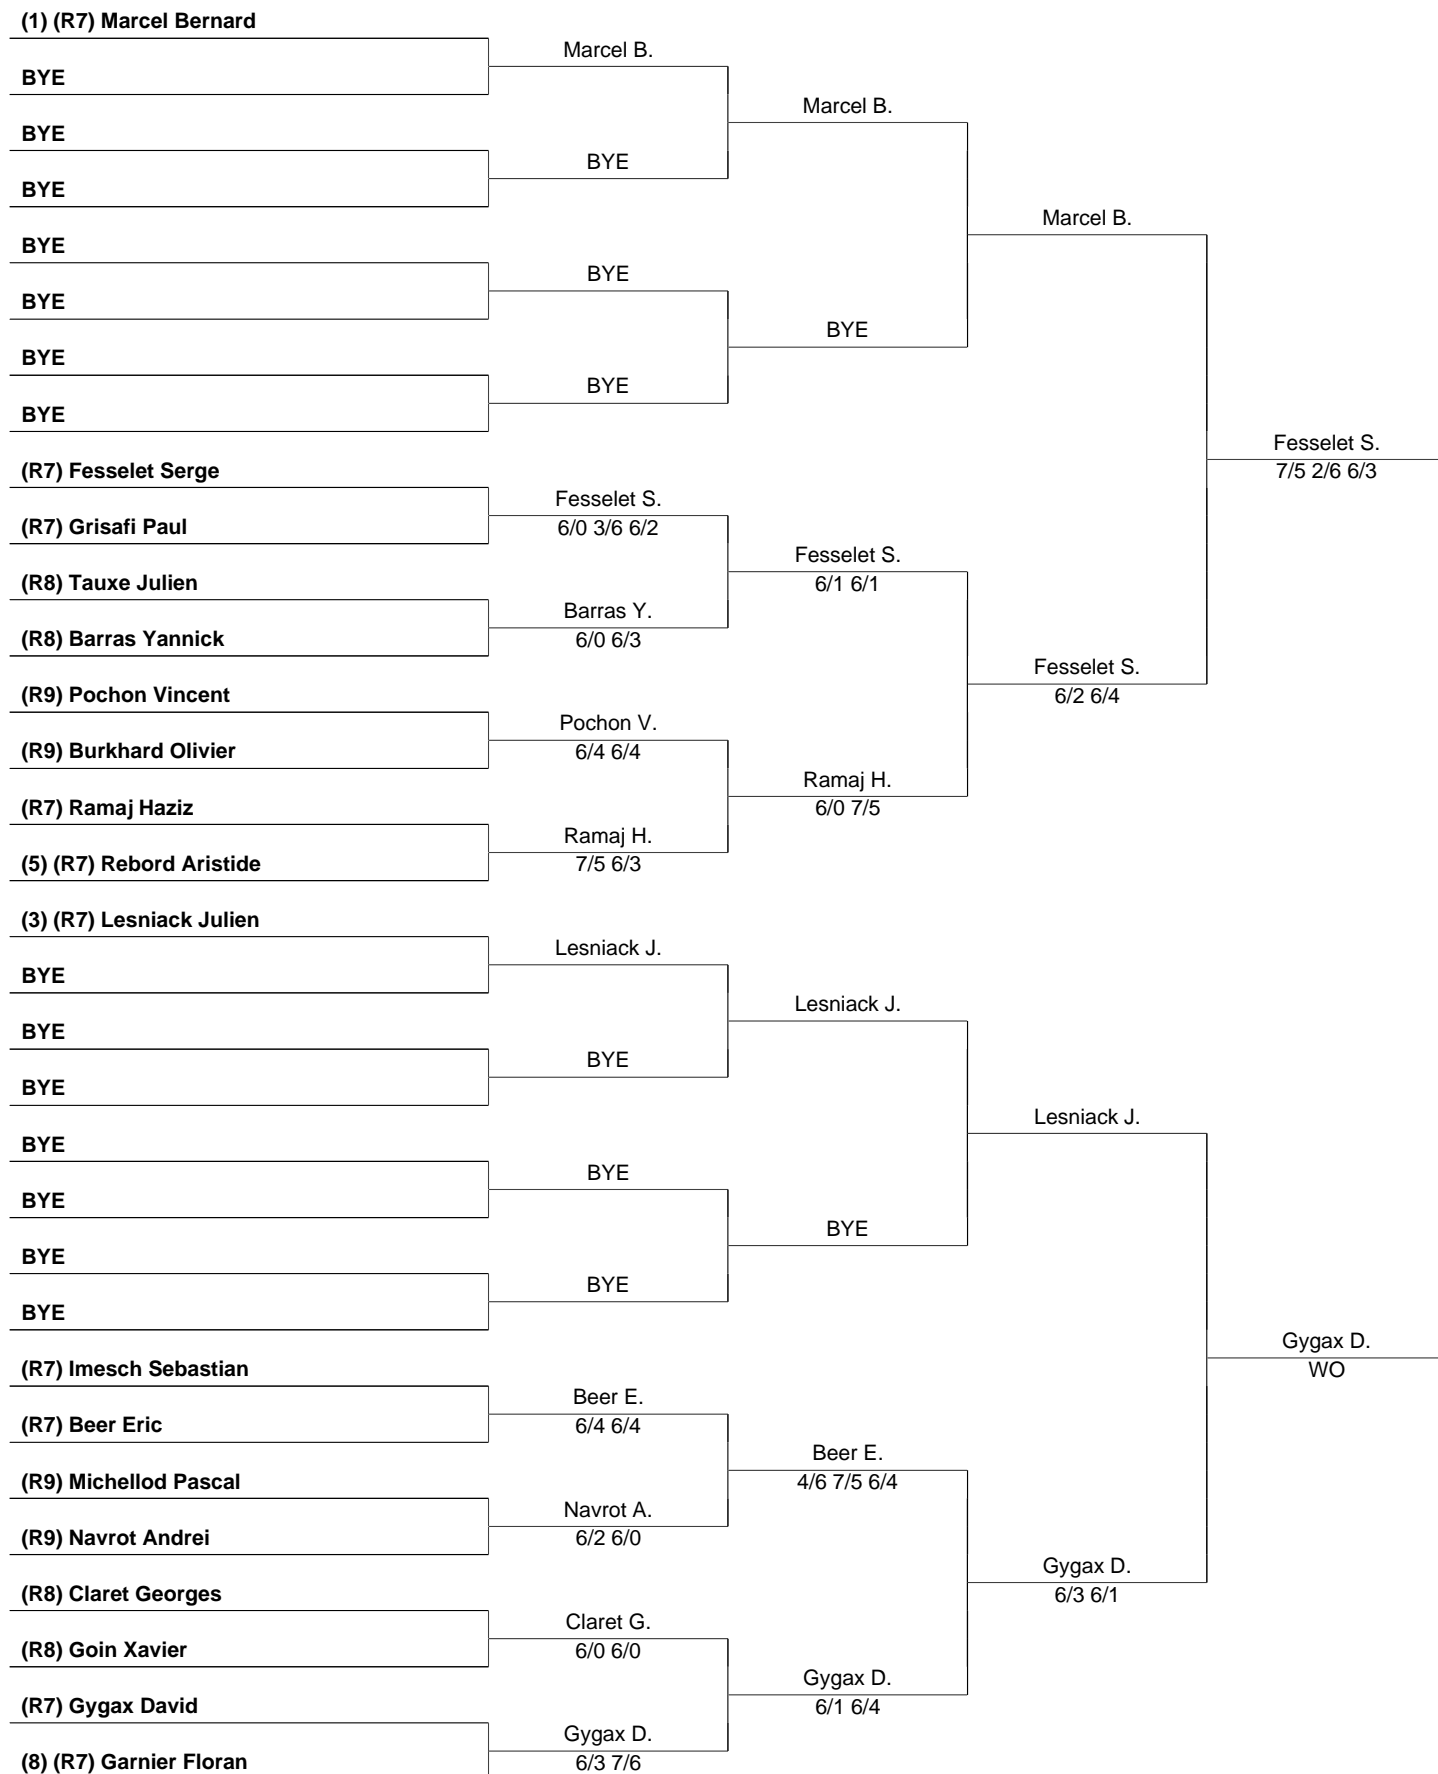 (1) (R7) Marcel Bernard
BYE
BYE
BYE
BYE
BYE
BYE
BYE
(R7) Fesselet Serge
(R7) Grisafi Paul
(R8) Tauxe Julien
(R8) Barras Yannick
(R9) Pochon Vincent
(R9) Burkhard Olivier
(R7) Ramaj Haziz
(5) (R7) Rebord Aristide
(3) (R7) Lesniack Julien
BYE
BYE
BYE
BYE
BYE
BYE
BYE
(R7) Imesch Sebastian
(R7) Beer Eric
(R9) Michellod Pascal
(R9) Navrot Andrei
(R8) Claret Georges
(R8) Goin Xavier
(R7) Gygax David
(8) (R7) Garnier Floran
Marcel B.
BYE
BYE
BYE
Fesselet S.
6/0 3/6 6/2
Barras Y.
6/0 6/3
Pochon V.
6/4 6/4
Ramaj H.
7/5 6/3
Lesniack J.
BYE
BYE
BYE
Beer E.
6/4 6/4
Navrot A.
6/2 6/0
Claret G.
6/0 6/0
Gygax D.
6/3 7/6
Marcel B.
BYE
Fesselet S.
6/1 6/1
Ramaj H.
6/0 7/5
Lesniack J.
BYE
Beer E.
4/6 7/5 6/4
Gygax D.
6/1 6/4
Marcel B.
Fesselet S.
6/2 6/4
Lesniack J.
Gygax D.
6/3 6/1
Fesselet S.
7/5 2/6 6/3
Gygax D.
WO